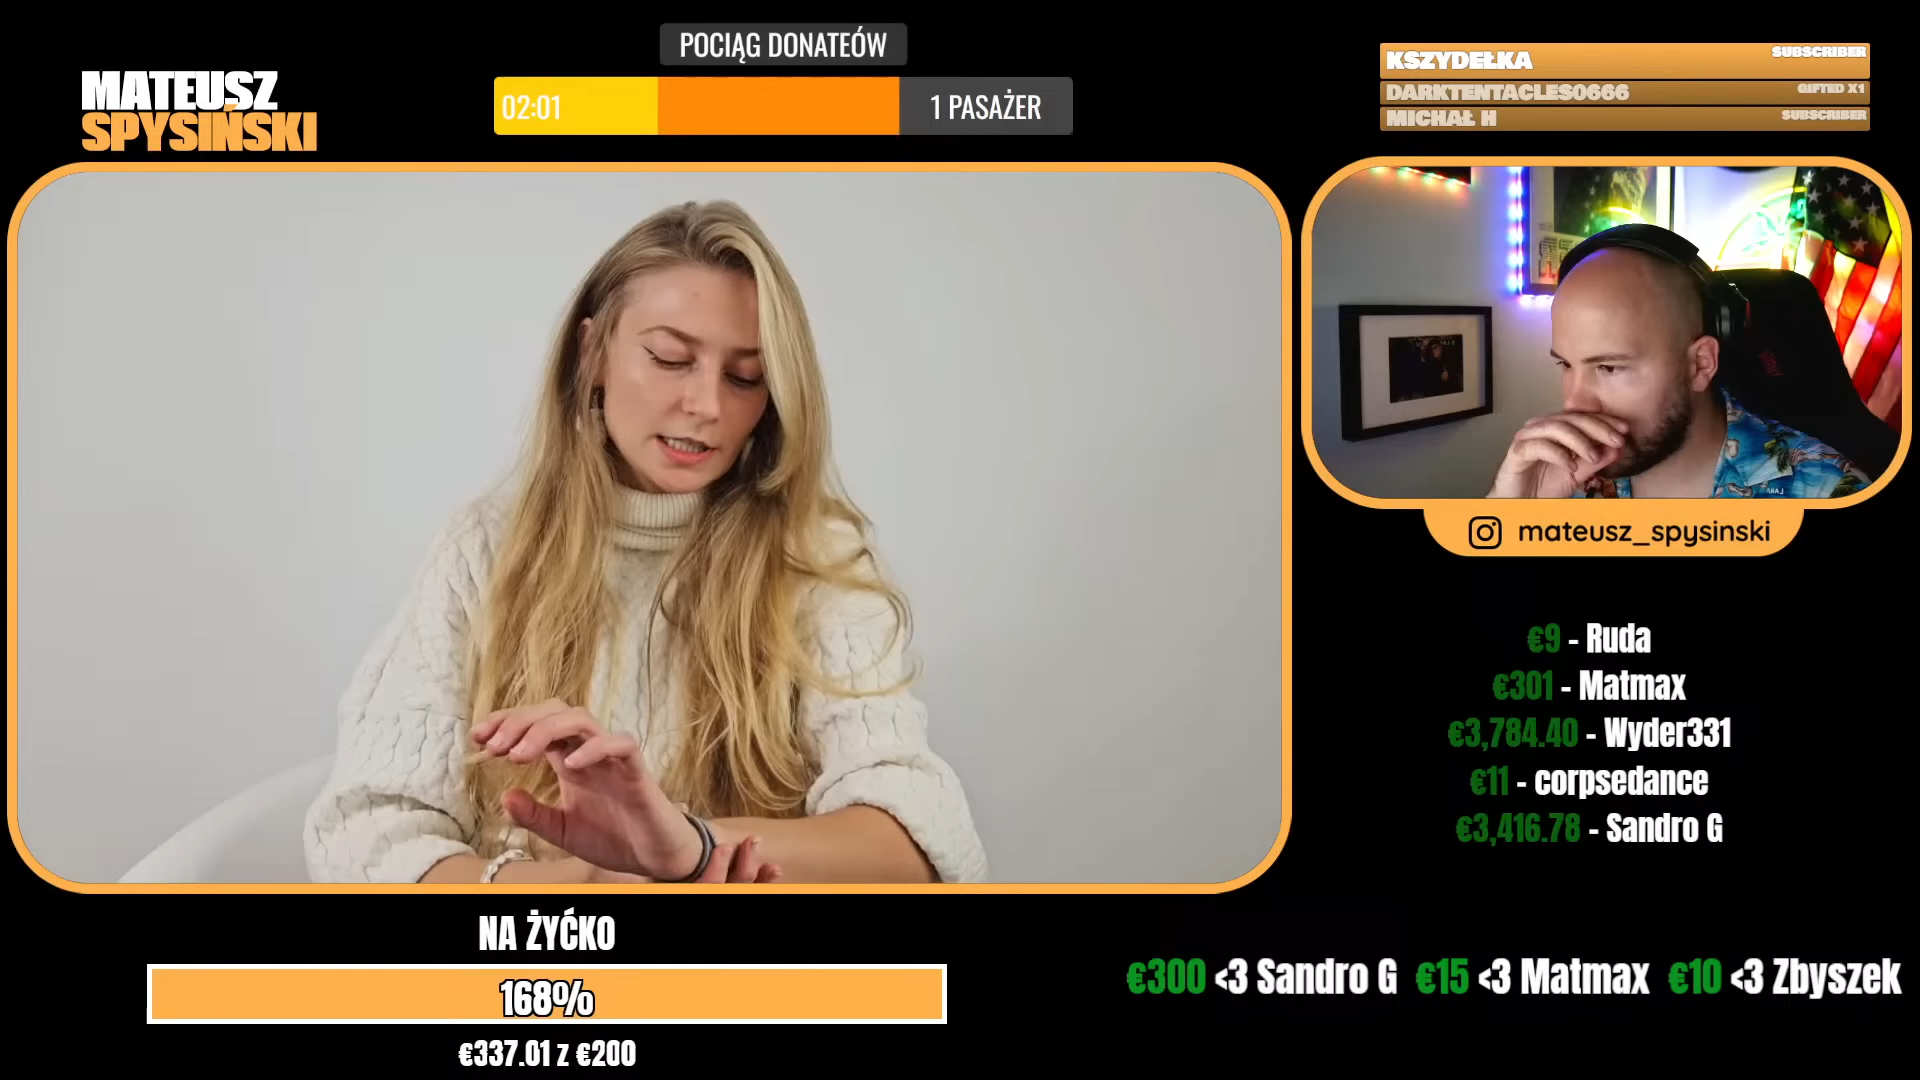 MATEUSZ
SPYSIŃSKI
POCIĄG DONATEÓW
02:01
1 PASAŻER
KSZYDEŁKA SUBSCRIBER
DARKTENTACLES0666 GIFTED X1
MICHAŁ H SUBSCRIBER
mateusz_spysinski
€9 - Ruda
€301 - Matmax
€3,784.40 - Wyder331
€11 - corpsedance
€3,416.78 - Sandro G
NA ŻYĆKO
168%
€337.01 z €200
€300 <3 Sandro G €15 <3 Matmax €10 <3 Zbyszek